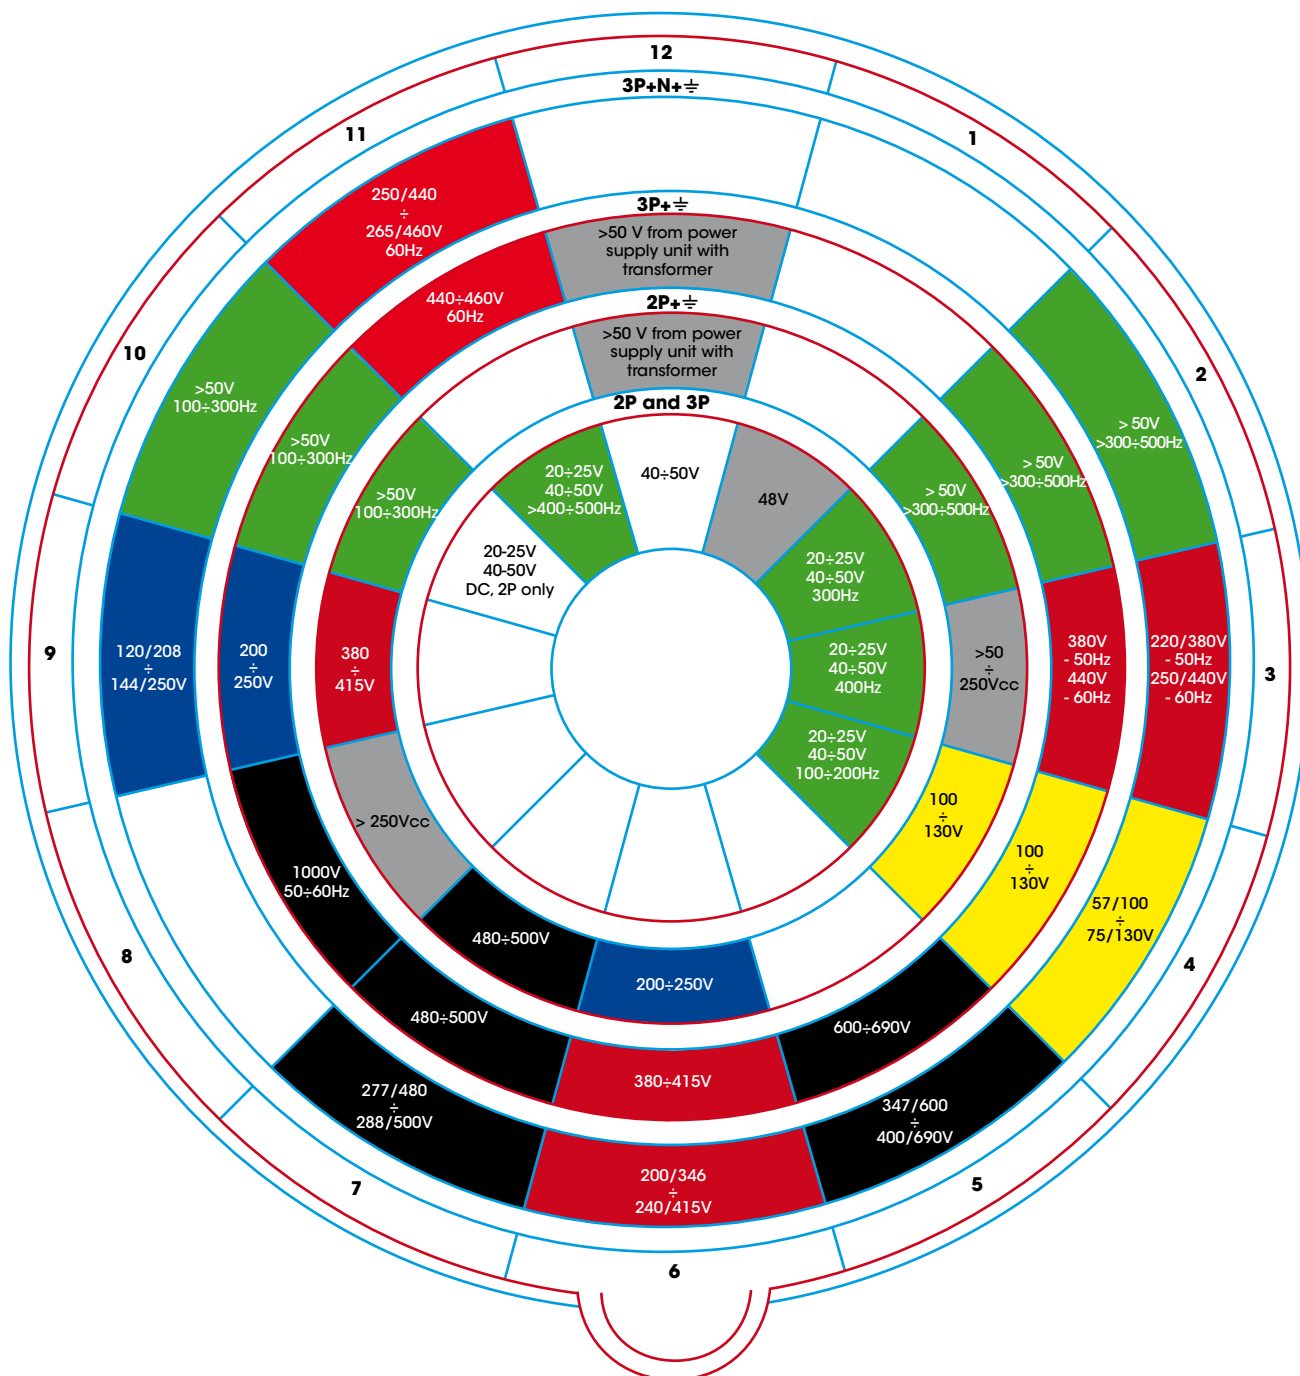 12
3P+N+⏚
11
1
250/440
÷
265/460V
60Hz
3P+⏚
>50 V from power
supply unit with
transformer
440÷460V
60Hz
2P+⏚
>50 V from power
supply unit with
transformer
10
2
>50V
100÷300Hz
> 50V
>300÷500Hz
2P and 3P
>50V
100÷300Hz
> 50V
>300÷500Hz
20÷25V
40÷50V
>400÷500Hz
40÷50V
48V
>50V
100÷300Hz
> 50V
>300÷500Hz
20-25V
40-50V
DC, 2P only
20÷25V
40÷50V
300Hz
9
120/208
÷
144/250V
200
÷
250V
380
÷
415V
20÷25V
40÷50V
400Hz
>50
÷
250Vcc
380V
- 50Hz
440V
- 60Hz
220/380V
- 50Hz
250/440V
- 60Hz
3
20÷25V
40÷50V
100÷200Hz
> 250Vcc
100
÷
130V
1000V
50÷60Hz
100
÷
130V
57/100
÷
75/130V
8
4
480÷500V
200÷250V
480÷500V
600÷690V
380÷415V
277/480
÷
288/500V
347/600
÷
400/690V
200/346
÷
240/415V
7
5
6